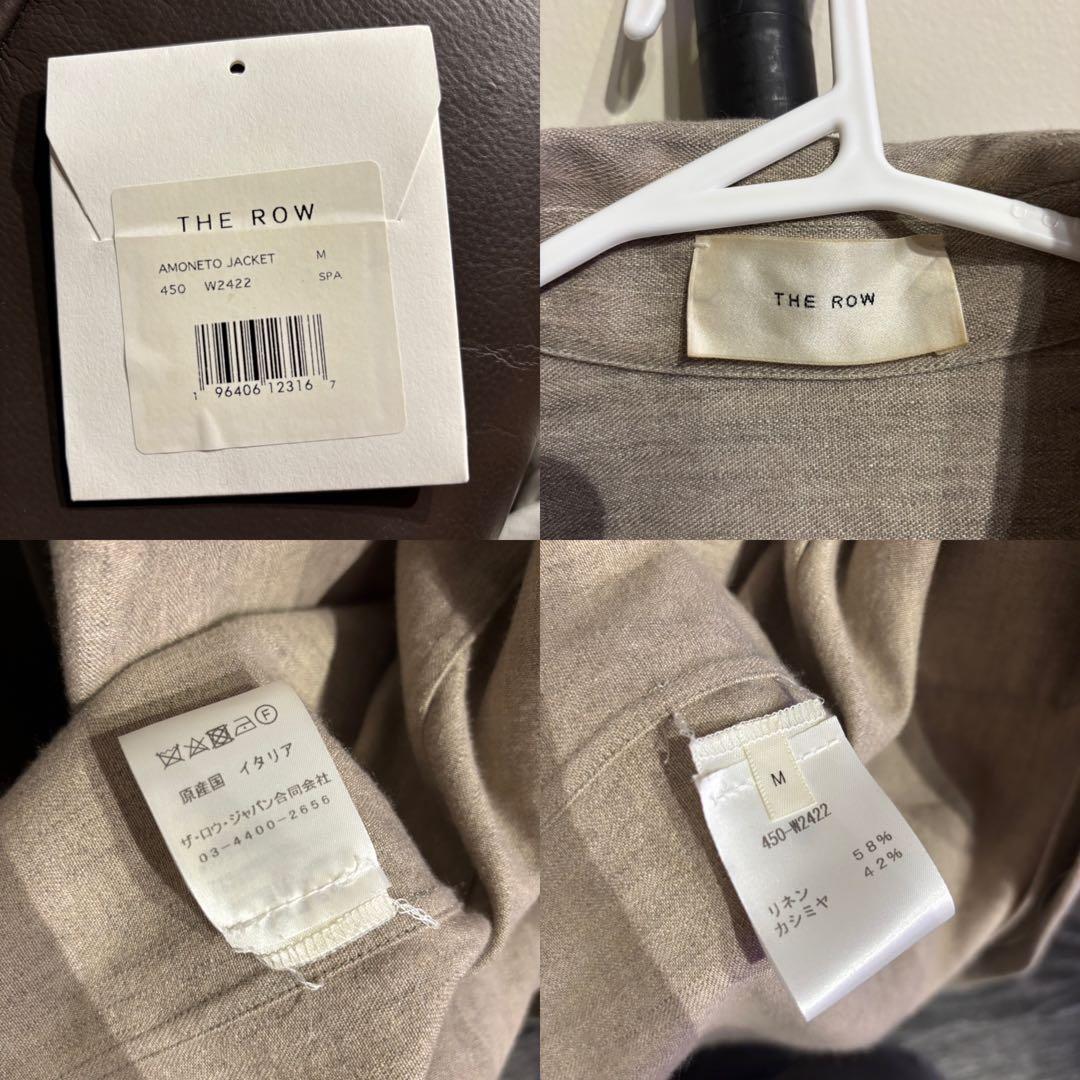 THE ROW
AMONETO JACKET M
450 W2422 SPA
1 96406 12316 7
THE ROW
F
原産国 イタリア
ザ・ロウ・ジャパン合同会社
03-4400-2656
M
450-W2422
リネン 58%
カシミヤ 42%